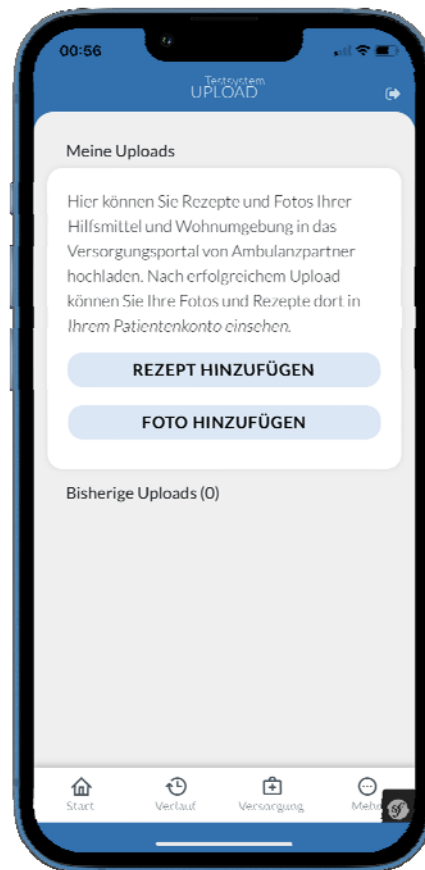 00:56
Testsystem
UPLOAD
Meine Uploads
Hier können Sie Rezepte und Fotos Ihrer
Hilfsmittel und Wohnumgebung in das
Versorgungsportal von Ambulanzpartner
hochladen. Nach erfolgreichem Upload
können Sie Ihre Fotos und Rezepte dort in
Ihrem Patientenkonto einsehen.
REZEPT HINZUFÜGEN
FOTO HINZUFÜGEN
Bisherige Uploads (0)
Start Verlauf Versorgung Mehr
sf